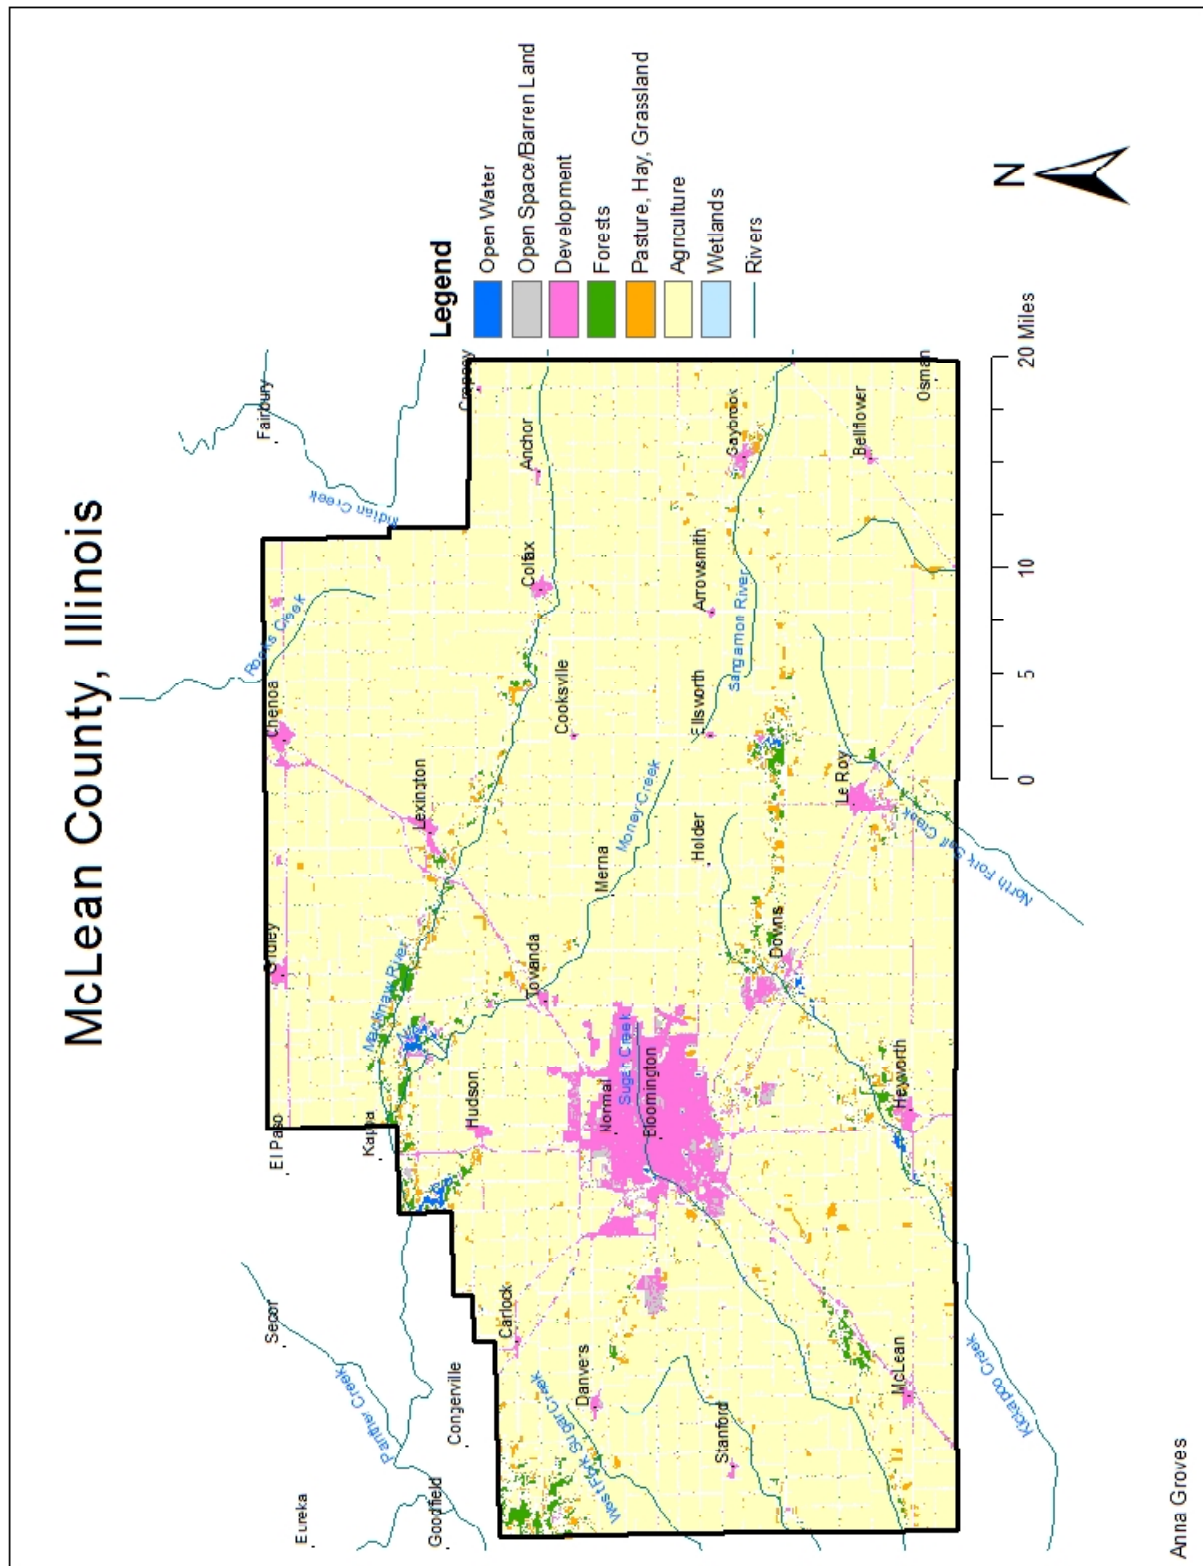 McLean County, Illinois
Fairbury
Eureka
Secor
El Paso
Gridley
Chenoa
Rooks Creek
Indian Creek
Panther Creek
Kappa
Mackinaw River
Lexington
Goodfield
Congerville
Hudson
Cropsey
Carlock
Towanda
Cooksville
Colfax
Anchor
West Fork Sugar Creek
Danvers
Normal
Sugar Creek
Bloomington
Merna
Money Creek
Stanford
Holder
Ellsworth
Arrowsmith
Saybrook
Sangamon River
Downs
Le Roy
Bellflower
McLean
Heyworth
Osman
North Fork Salt Creek
Kickapoo Creek
Legend
Open Water
Open Space/Barren Land
Development
Forests
Pasture, Hay, Grassland
Agriculture
Wetlands
Rivers
0 5 10 20 Miles
N
Anna Groves